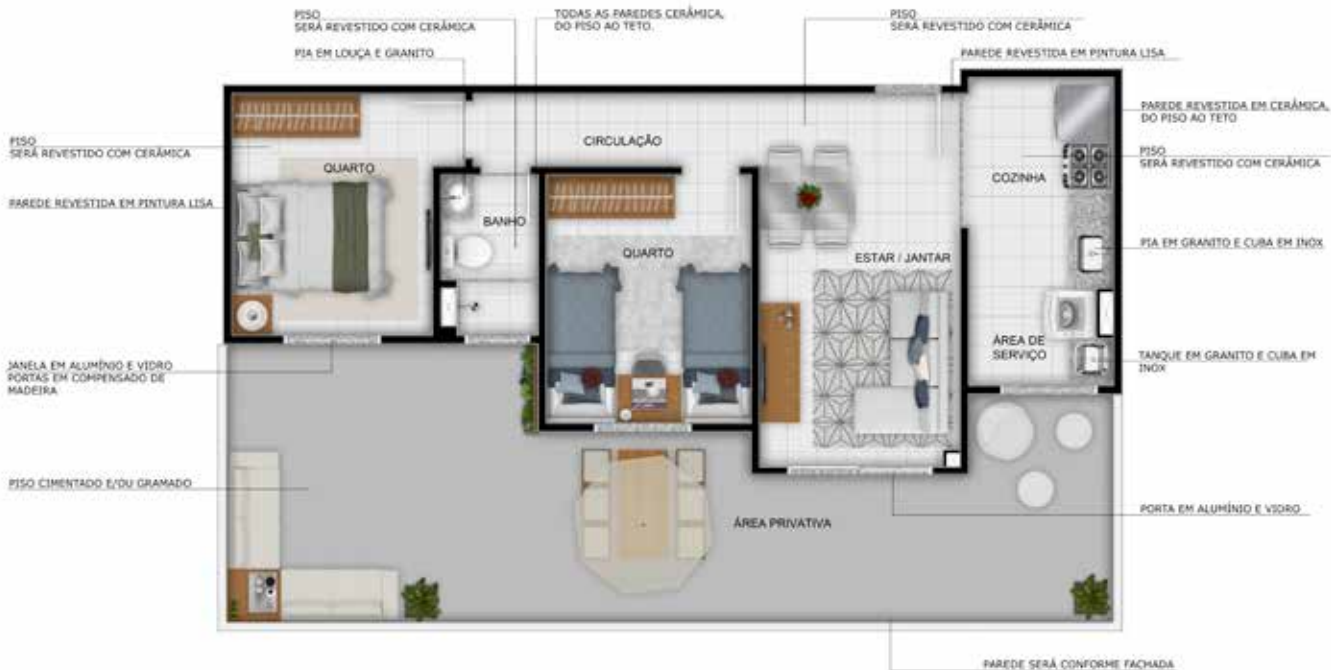 PISO
SERÁ REVESTIDO COM CERÂMICA
PIA EM LOUÇA E GRANITO
TODAS AS PAREDES CERÂMICA,
DO PISO AO TETO.
PISO
SERÁ REVESTIDO COM CERÂMICA
PAREDE REVESTIDA EM PINTURA LISA
PAREDE REVESTIDA EM CERÂMICA,
DO PISO AO TETO
PISO
SERÁ REVESTIDO COM CERÂMICA
PISO
SERÁ REVESTIDO COM CERÂMICA
CIRCULAÇÃO
QUARTO
COZINHA
PAREDE REVESTIDA EM PINTURA LISA
BANHO
QUARTO
ESTAR / JANTAR
PIA EM GRANITO E CUBA EM INOX
ÁREA DE
SERVIÇO
JANELA EM ALUMÍNIO E VIDRO
PORTAS EM COMPENSADO DE
MADEIRA
TANQUE EM GRANITO E CUBA EM
INOX
PISO CIMENTADO E/OU GRAMADO
ÁREA PRIVATIVA
PORTA EM ALUMÍNIO E VIDRO
PAREDE SERÁ CONFORME FACHADA